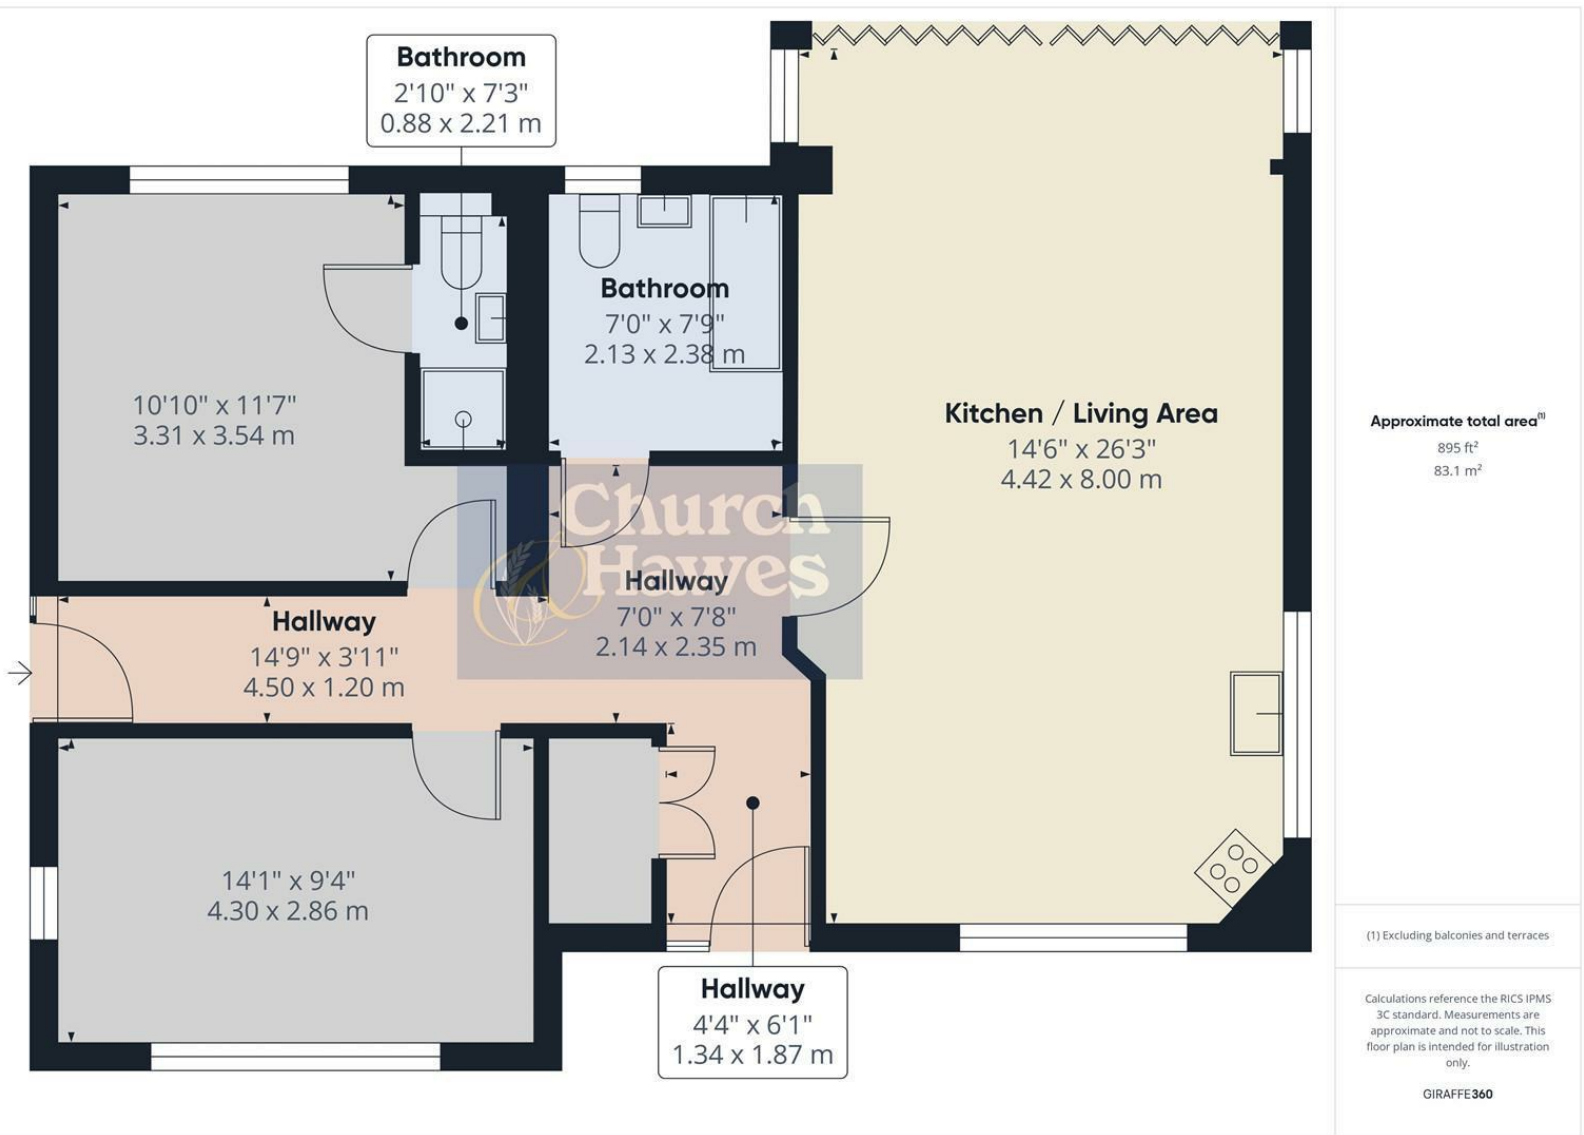 Bathroom
2'10" x 7'3"
0.88 x 2.21 m
Bathroom
7'0" x 7'9"
2.13 x 2.38 m
10'10" x 11'7"
3.31 x 3.54 m
Kitchen / Living Area
14'6" x 26'3"
4.42 x 8.00 m
Church
& Hawes
Hallway
7'0" x 7'8"
2.14 x 2.35 m
Hallway
14'9" x 3'11"
4.50 x 1.20 m
14'1" x 9'4"
4.30 x 2.86 m
Hallway
4'4" x 6'1"
1.34 x 1.87 m
Approximate total area(1)
895 ft²
83.1 m²
(1) Excluding balconies and terraces
Calculations reference the RICS IPMS
3C standard. Measurements are
approximate and not to scale. This
floor plan is intended for illustration
only.
GIRAFFE360